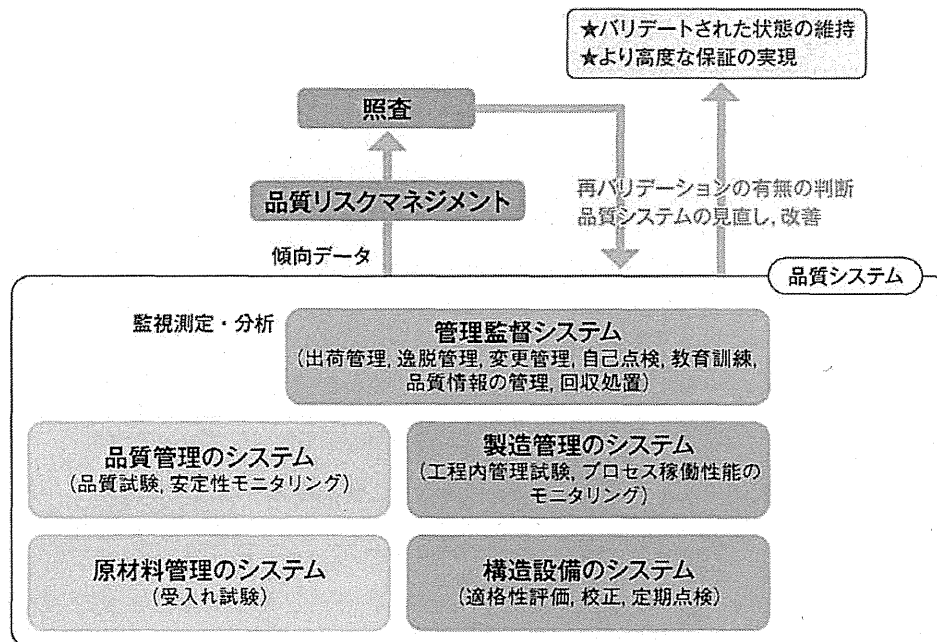 ★バリデートされた状態の維持
★より高度な保証の実現
照査
品質リスクマネジメント
再バリデーションの有無の判断
品質システムの見直し, 改善
傾向データ
品質システム
監視測定・分析
管理監督システム
(出荷管理, 逸脱管理, 変更管理, 自己点検, 教育訓練,
品質情報の管理, 回収処置)
品質管理のシステム
(品質試験, 安定性モニタリング)
製造管理のシステム
(工程内管理試験, プロセス稼働性能の
モニタリング)
原材料管理のシステム
(受入れ試験)
構造設備のシステム
(適格性評価, 校正, 定期点検)